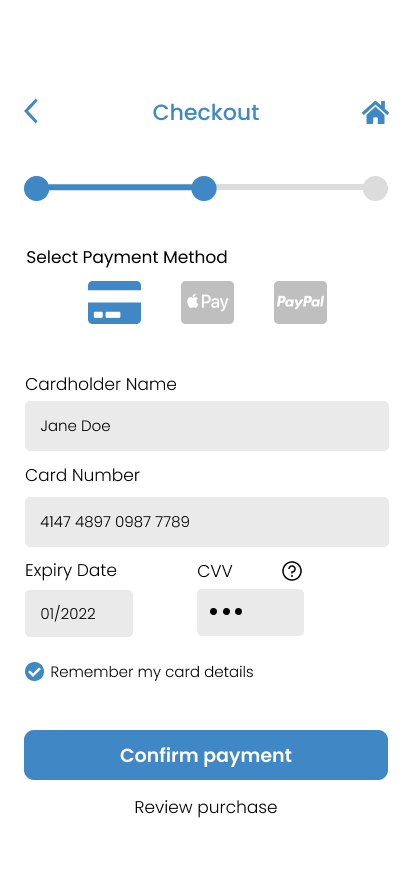 Checkout
Select Payment Method
Pay
PayPal
Cardholder Name
Jane Doe
Card Number
4147 4897 0987 7789
Expiry Date
CVV
?
01/2022
•••
Remember my card details
Confirm payment
Review purchase